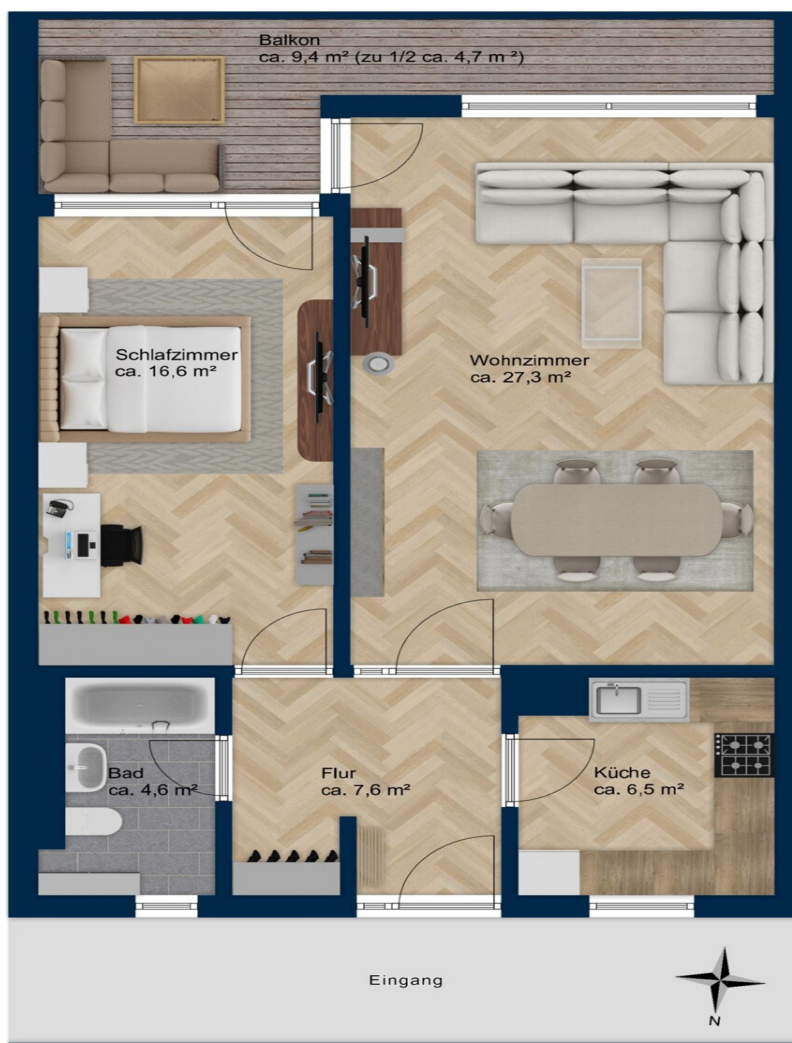 Balkon
ca. 9,4 m² (zu 1/2 ca. 4,7 m ²)
Schlafzimmer
ca. 16,6 m²
Wohnzimmer
ca. 27,3 m²
Bad
ca. 4,6 m²
Flur
ca. 7,6 m²
Küche
ca. 6,5 m²
Eingang
N